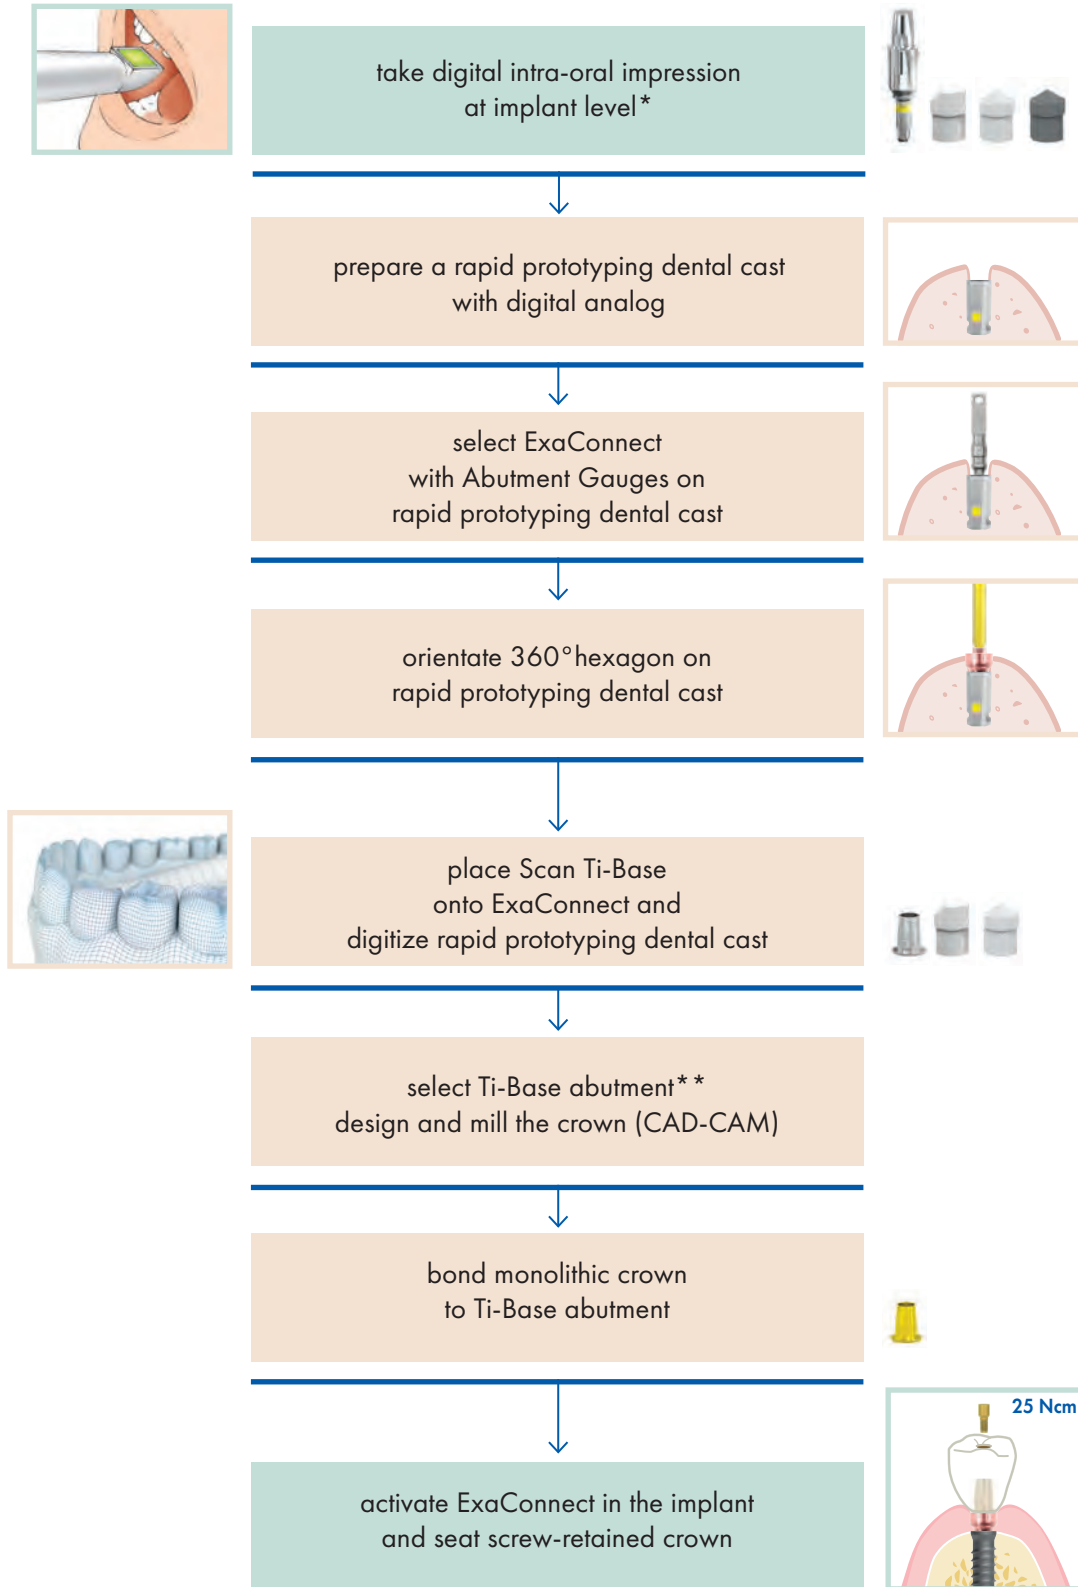 take digital intra-oral impression
at implant level*
prepare a rapid prototyping dental cast
with digital analog
select ExaConnect
with Abutment Gauges on
rapid prototyping dental cast
orientate 360° hexagon on
rapid prototyping dental cast
place Scan Ti-Base
onto ExaConnect and
digitize rapid prototyping dental cast
select Ti-Base abutment**
design and mill the crown (CAD-CAM)
bond monolithic crown
to Ti-Base abutment
25 Ncm
activate ExaConnect in the implant
and seat screw-retained crown